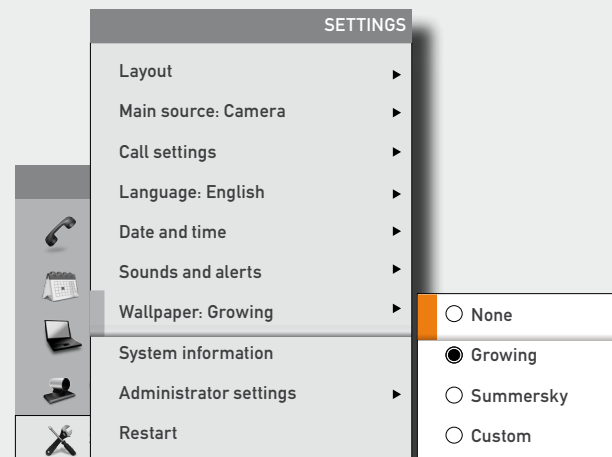 SETTINGS
Layout
Main source: Camera
Call settings
Language: English
Date and time
Sounds and alerts
Wallpaper: Growing
System information
Administrator settings
Restart
None
Growing
Summersky
Custom